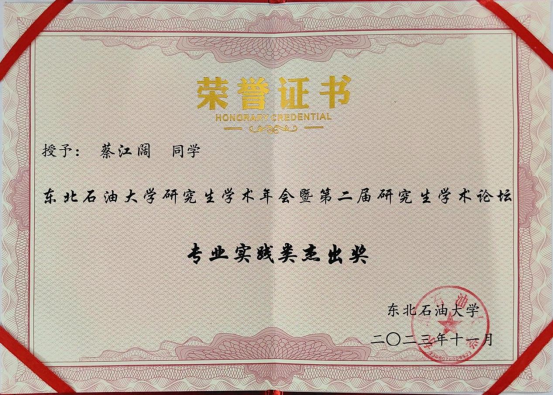 荣誉证书
HONORARY CREDENTIAL
授予： 蔡江阔 同学
东北石油大学研究生学术年会暨第二届研究生学术论坛
专业实践类杰出奖
东北石油大学
二〇二三年十一月